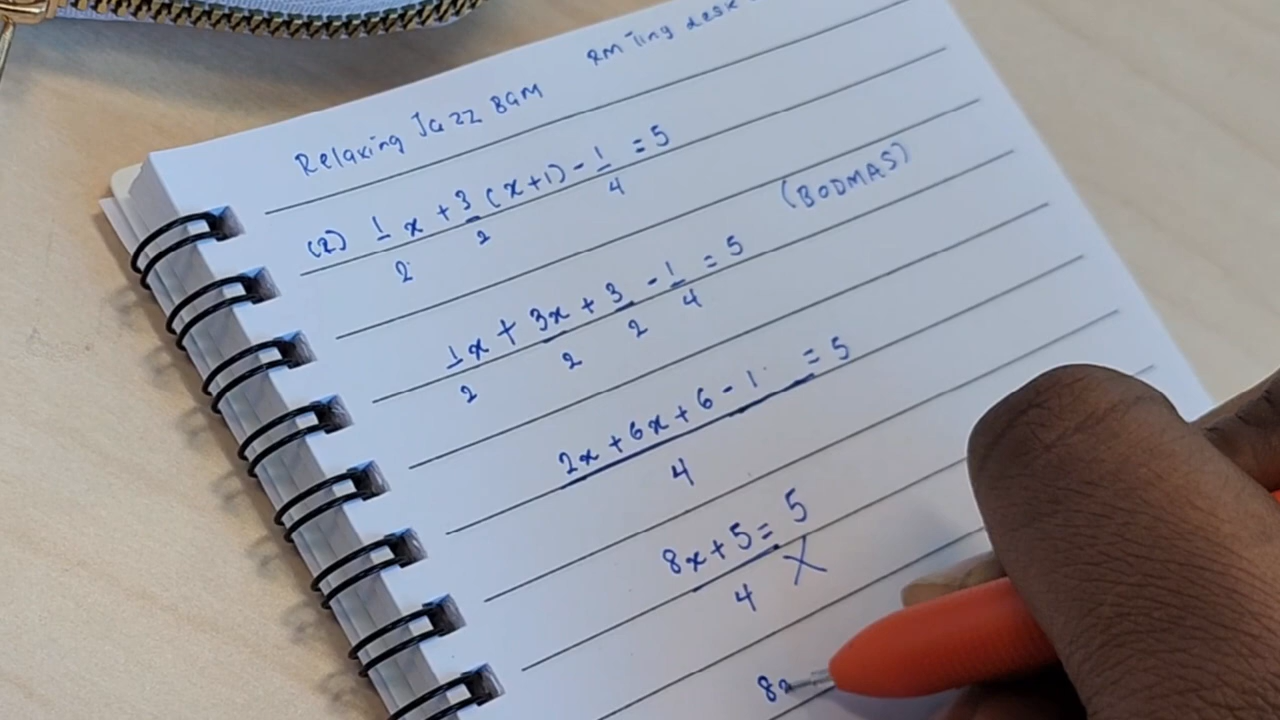 Relaxing Jazz BGM
(2) 1/2 x + 3/2 (x+1) - 1/4 = 5
(BODMAS)
1/2 x + 3x/2 + 3/2 - 1/4 = 5
2x + 6x + 6 - 1 / 4 = 5
8x + 5 / 4 = 5
8x